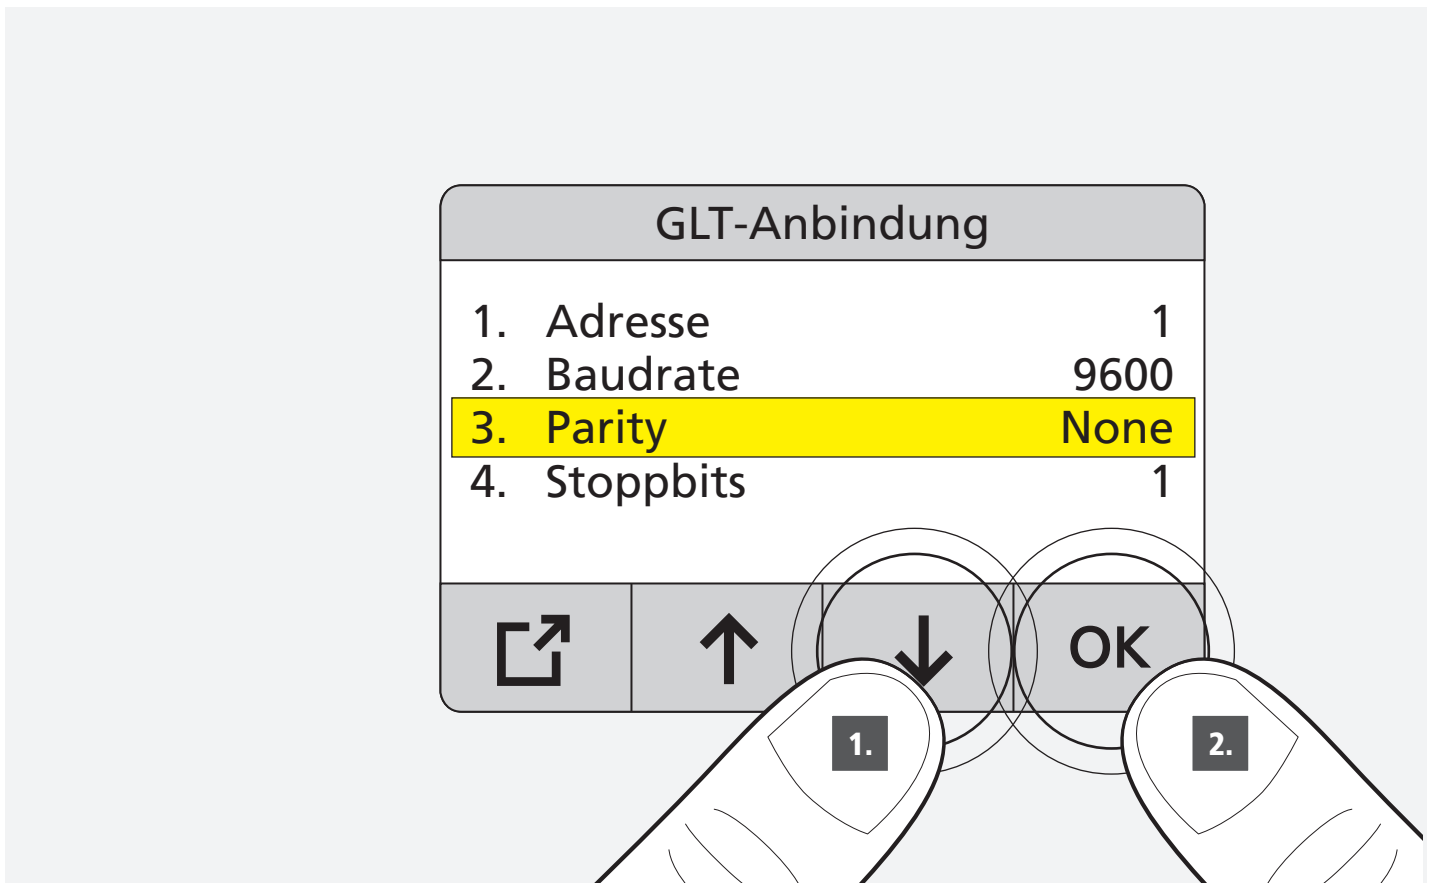 GLT-Anbindung
1. Adresse 1
2. Baudrate 9600
3. Parity None
4. Stoppbits 1
OK
1. 2.